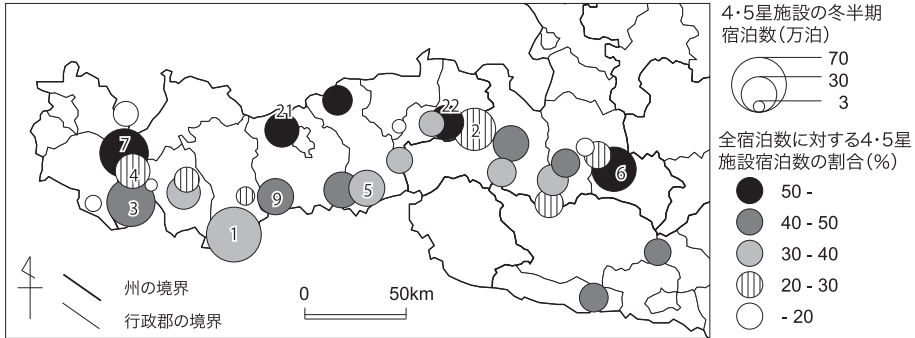 4・5星施設の冬半期
宿泊数(万泊)
70
30
3
全宿泊数に対する4・5星
施設宿泊数の割合(%)
50 -
40 - 50
30 - 40
20 - 30
- 20
21
22
7
2
4
6
5
9
3
1
州の境界
行政郡の境界
0
50km